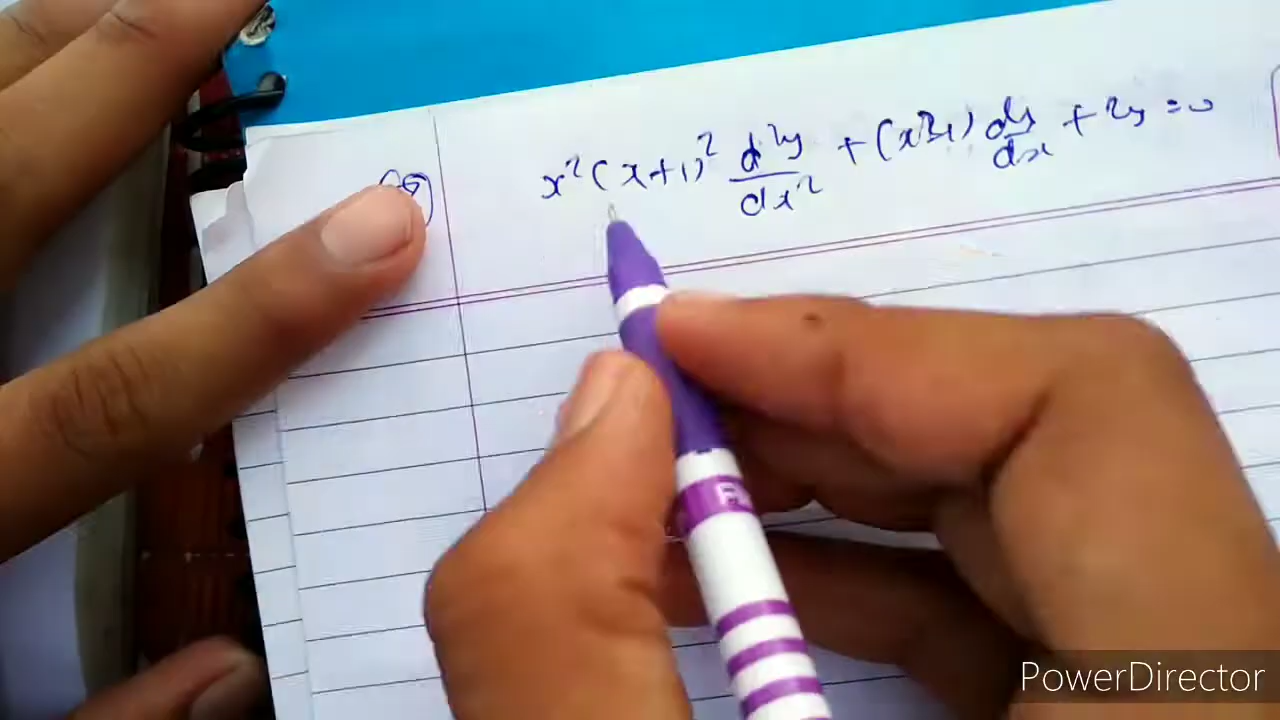 x²(x+1)² d²y/dx² + (x²-1) dy/dx + 2y = 0
PowerDirector